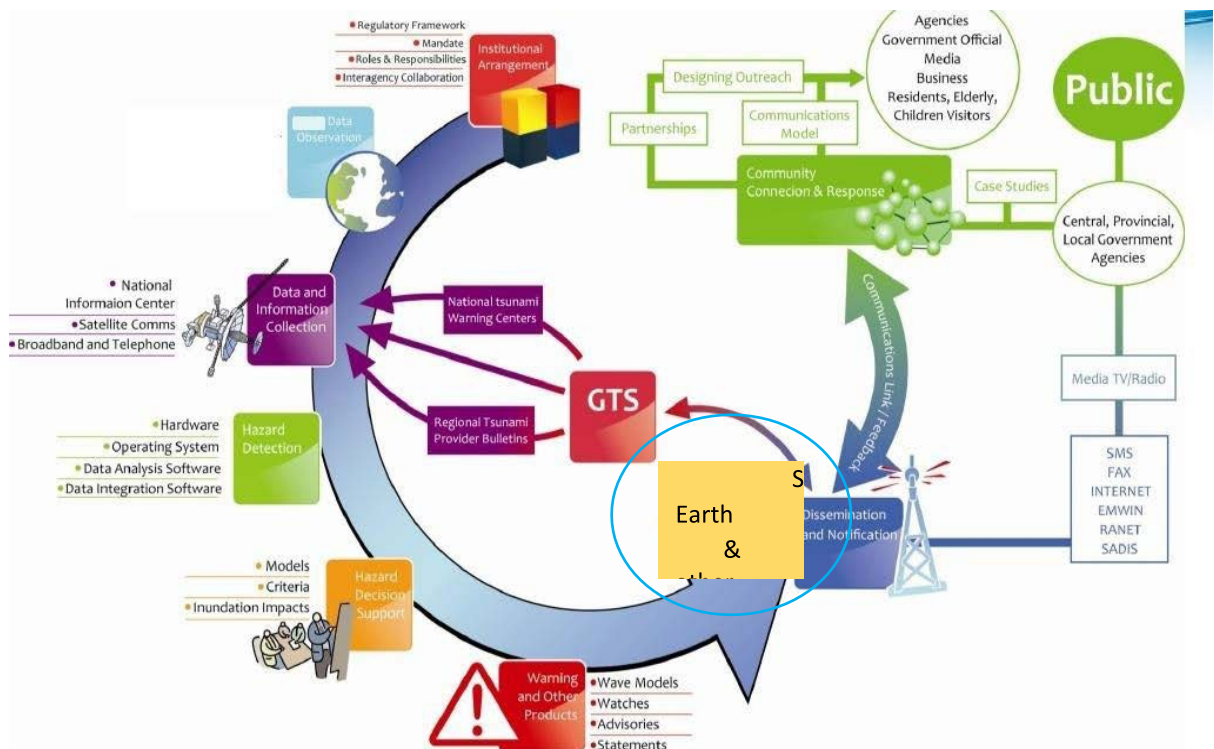 Regulatory Framework
Mandate
Roles & Responsibilities
Interagency Collaboration
Institutional
Arrangement
Data
Observation
National
Informaion Center
Satellite Comms
Broadband and Telephone
Data and
Information
Collection
National tsunami
Warning Centers
Regional Tsunami
Provider Bulletins
GTS
Hardware
Operating System
Data Analysis Software
Data Integration Software
Hazard
Detection
Models
Criteria
Inundation Impacts
Hazard
Decision
Support
Warning
and Other
Products
Wave Models
Watches
Advisories
Statements
S
Earth
&
Dissemination
and Notification
Communications Link / Feedback
Designing Outreach
Partnerships
Communications
Model
Community
Connecion & Response
Agencies
Government Official
Media
Business
Residents, Elderly,
Children Visitors
Case Studies
Public
Central, Provincial,
Local Government
Agencies
Media TV/Radio
SMS
FAX
INTERNET
EMWIN
RANET
SADIS